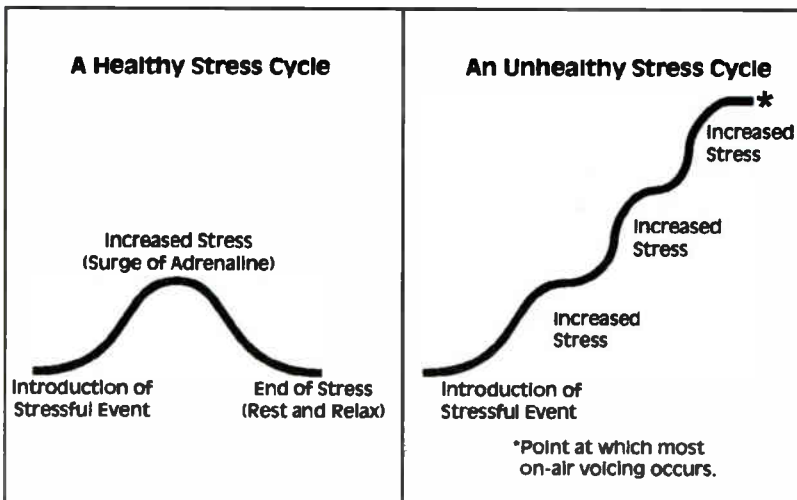 A Healthy Stress Cycle
Increased Stress
(Surge of Adrenaline)
Introduction of
Stressful Event
End of Stress
(Rest and Relax)
An Unhealthy Stress Cycle
*
Increased
Stress
Increased
Stress
Increased
Stress
Introduction of
Stressful Event
*Point at which most
on-air voicing occurs.